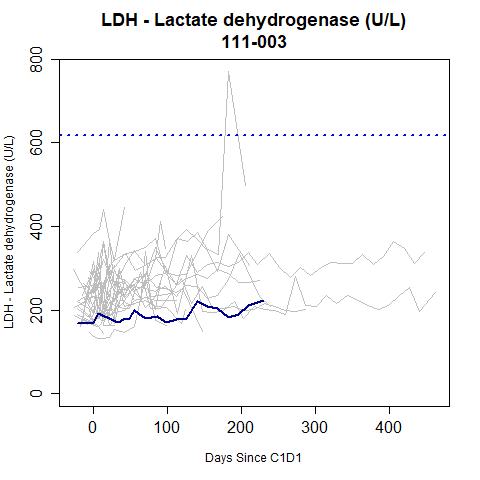 LDH - Lactate dehydrogenase (U/L)
111-003
LDH - Lactate dehydrogenase (U/L)
800
600
400
200
0
0 100 200 300 400
Days Since C1D1